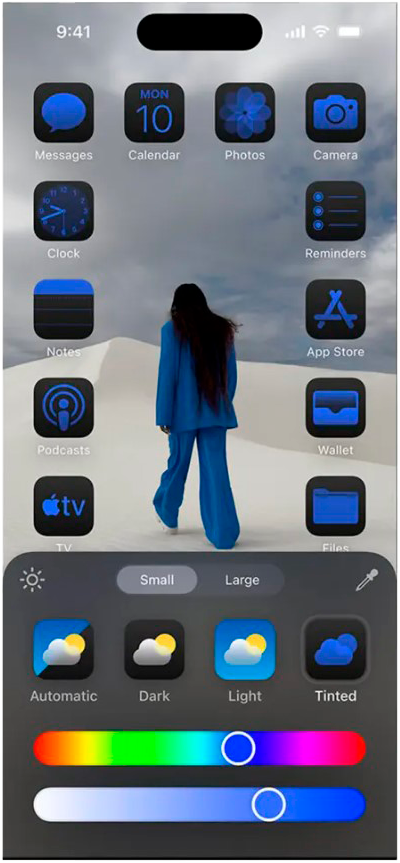 9:41
MON
10
Messages
Calendar
Photos
Camera
Clock
Reminders
Notes
App Store
Podcasts
Wallet
tv
TV
Files
Small
Large
Automatic
Dark
Light
Tinted